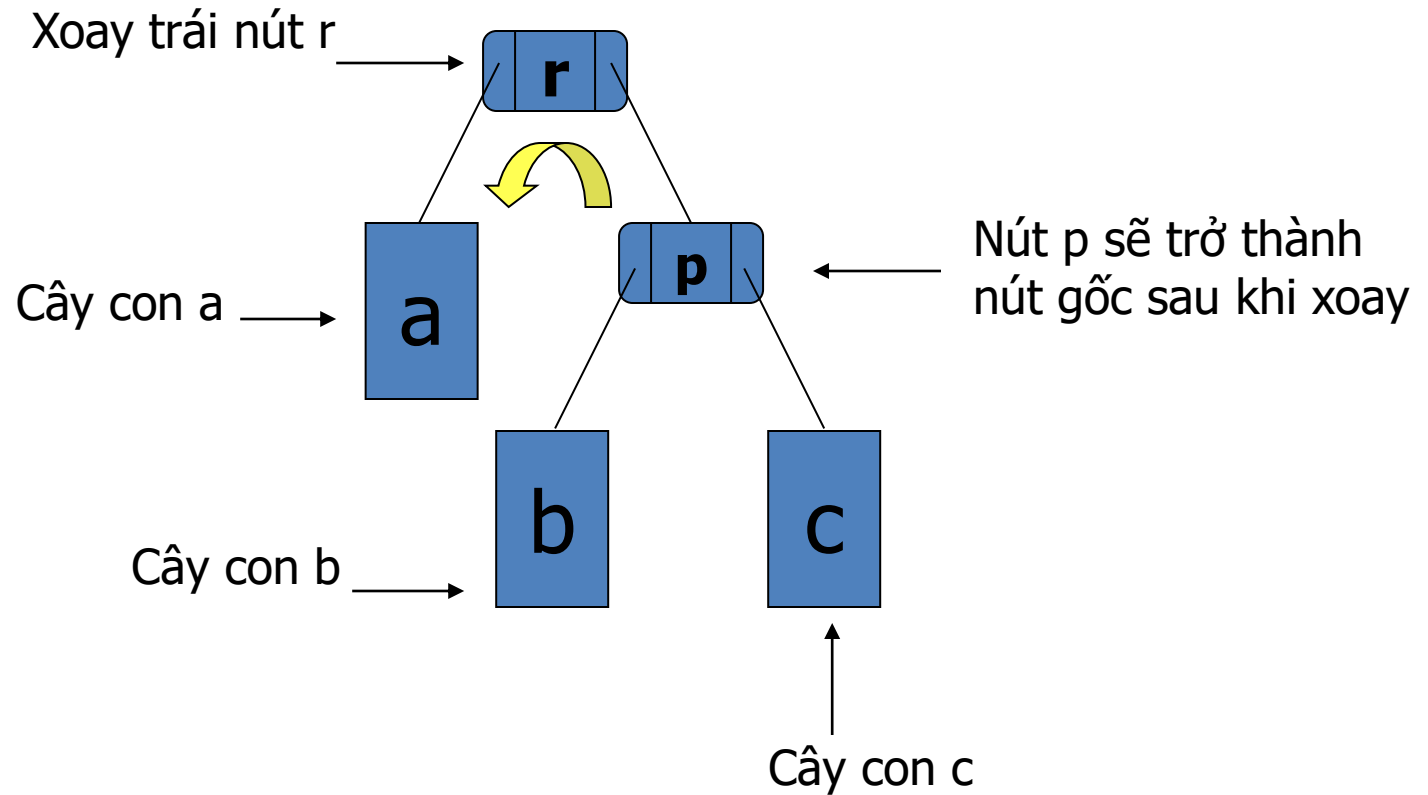 Xoay trái nút r
r
Nút p sẽ trở thành
nút gốc sau khi xoay
p
Cây con a
a
b
c
Cây con b
Cây con c